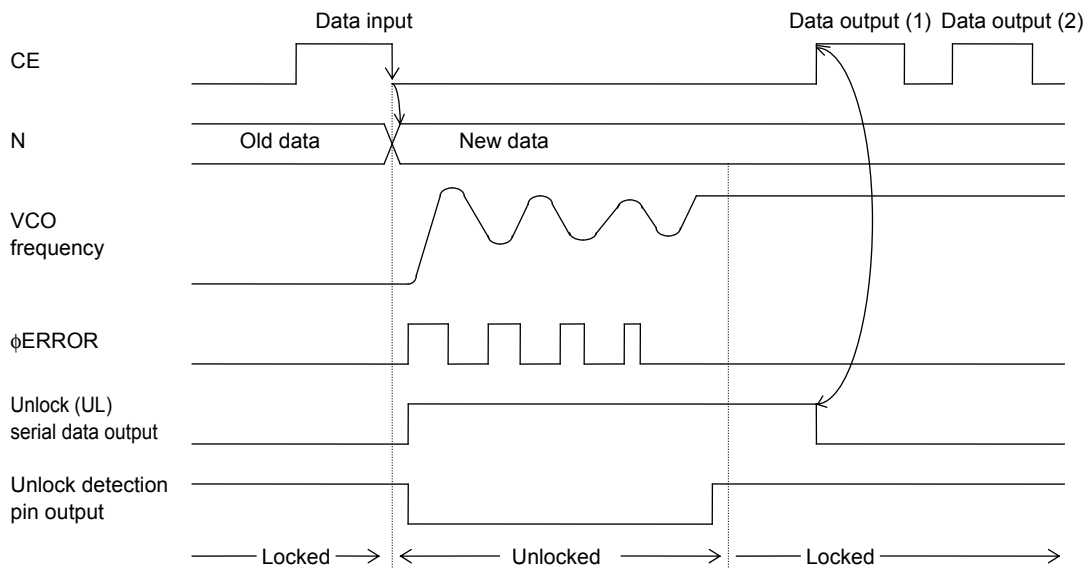 Data input
Data output (1) Data output (2)
CE
N
Old data
New data
VCO
frequency
ϕERROR
Unlock (UL)
serial data output
Unlock detection
pin output
Locked
Unlocked
Locked